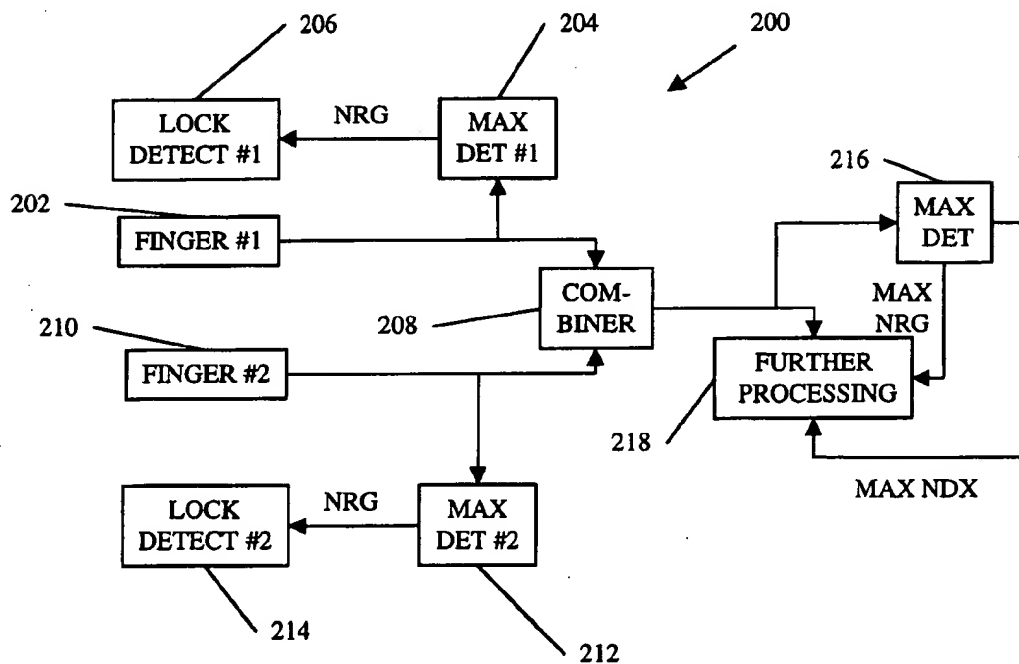 206
204
200
LOCK
DETECT #1
NRG
MAX
DET #1
216
202
MAX
DET
FINGER #1
COM-
BINER
MAX
NRG
208
210
FINGER #2
FURTHER
PROCESSING
218
MAX NDX
LOCK
DETECT #2
NRG
MAX
DET #2
214
212